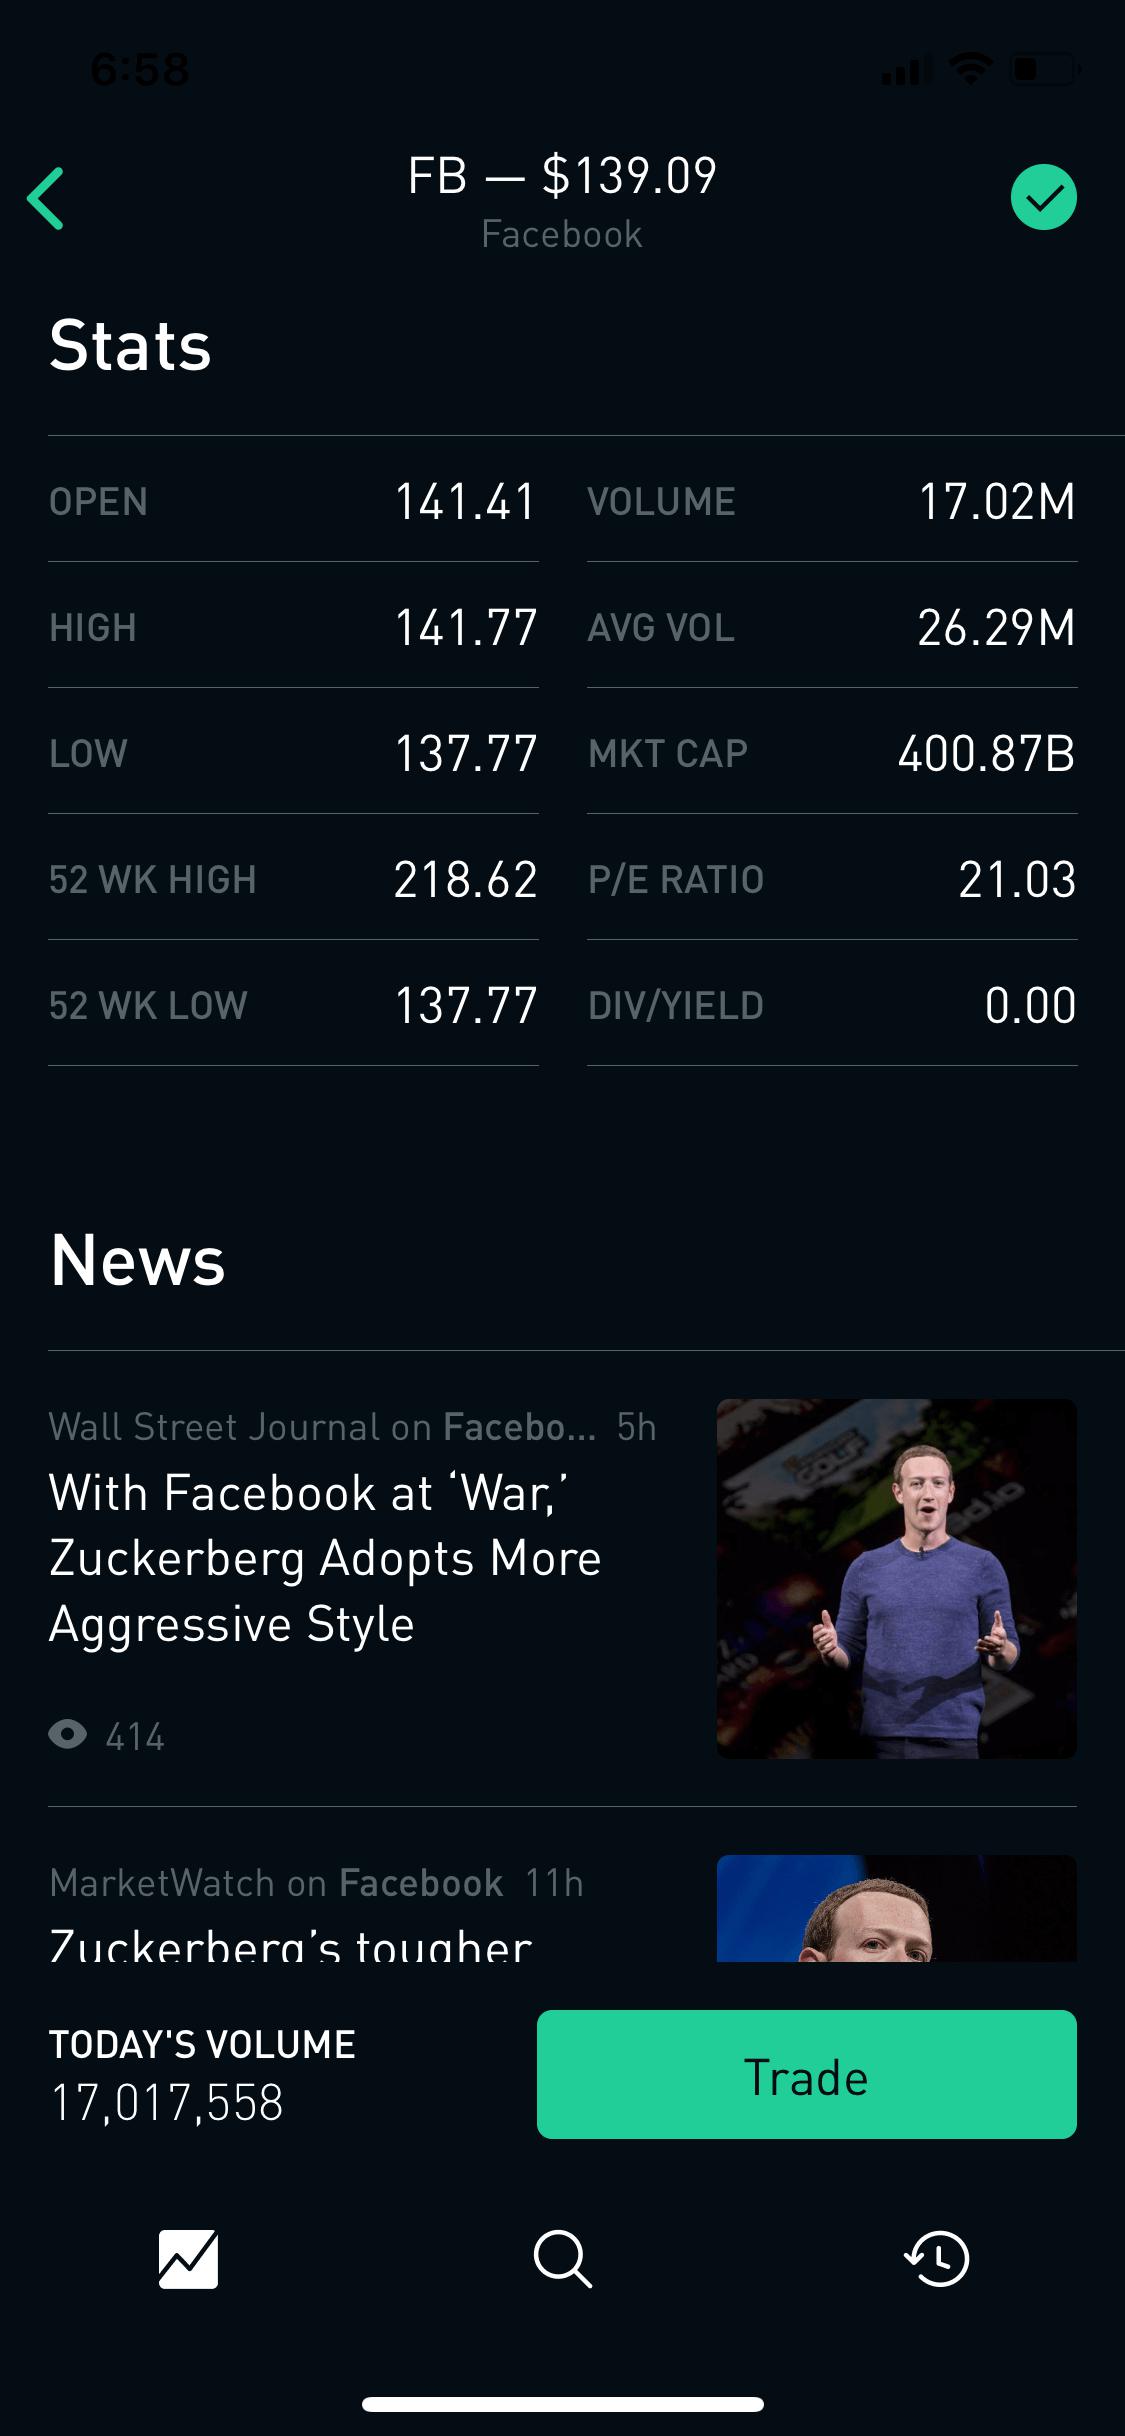 6:58
FB — $139.09
Facebook
Stats
OPEN 141.41 VOLUME 17.02M
HIGH 141.77 AVG VOL 26.29M
LOW 137.77 MKT CAP 400.87B
52 WK HIGH 218.62 P/E RATIO 21.03
52 WK LOW 137.77 DIV/YIELD 0.00
News
Wall Street Journal on Facebo... 5h
With Facebook at ‘War,’
Zuckerberg Adopts More
Aggressive Style
414
MarketWatch on Facebook 11h
Zuckerberg’s tougher
TODAY'S VOLUME
17,017,558
Trade